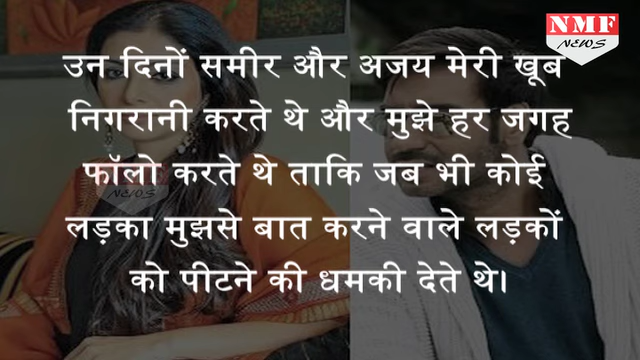 NMF
NEWS
उन दिनों समीर और अजय मेरी खूब
निगरानी करते थे और मुझे हर जगह
फॉलो करते थे ताकि जब भी कोई
NEWS
लड़का मुझसे बात करने वाले लड़कों
को पीटने की धमकी देते थे।